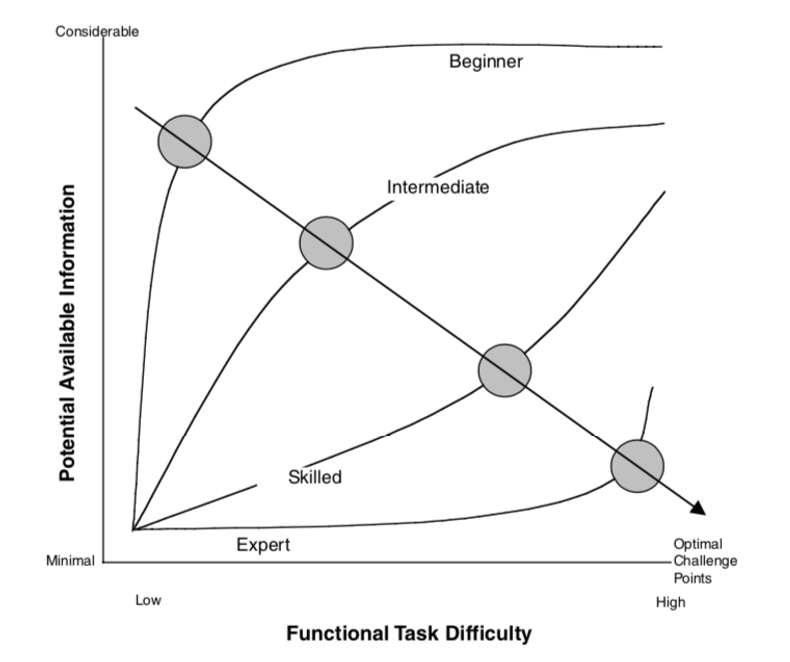 Considerable
Beginner
Intermediate
Potential Available Information
Skilled
Expert
Optimal
Challenge
Points
Minimal
Low
High
Functional Task Difficulty